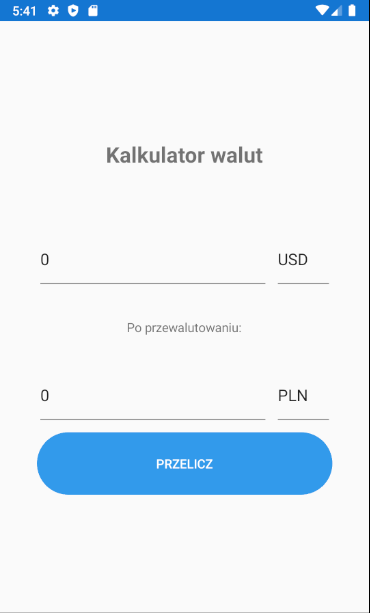 5:41
Kalkulator walut
0 USD
Po przewalutowaniu:
0 PLN
PRZELICZ